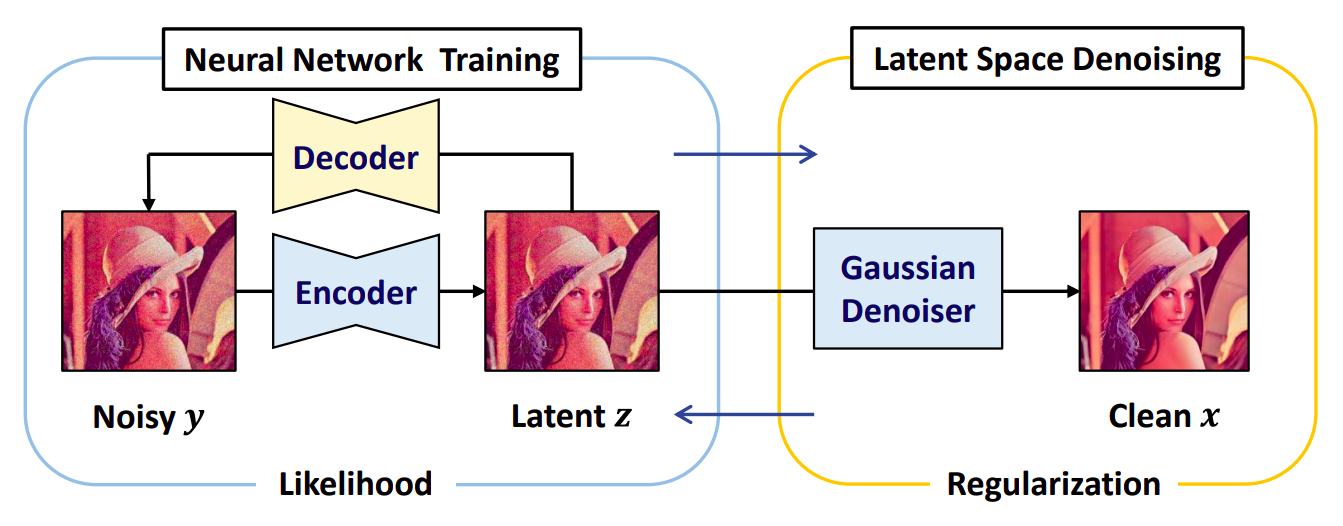 Neural Network Training
Latent Space Denoising
Decoder
Encoder
Gaussian
Denoiser
Noisy y
Latent z
Clean x
Likelihood
Regularization